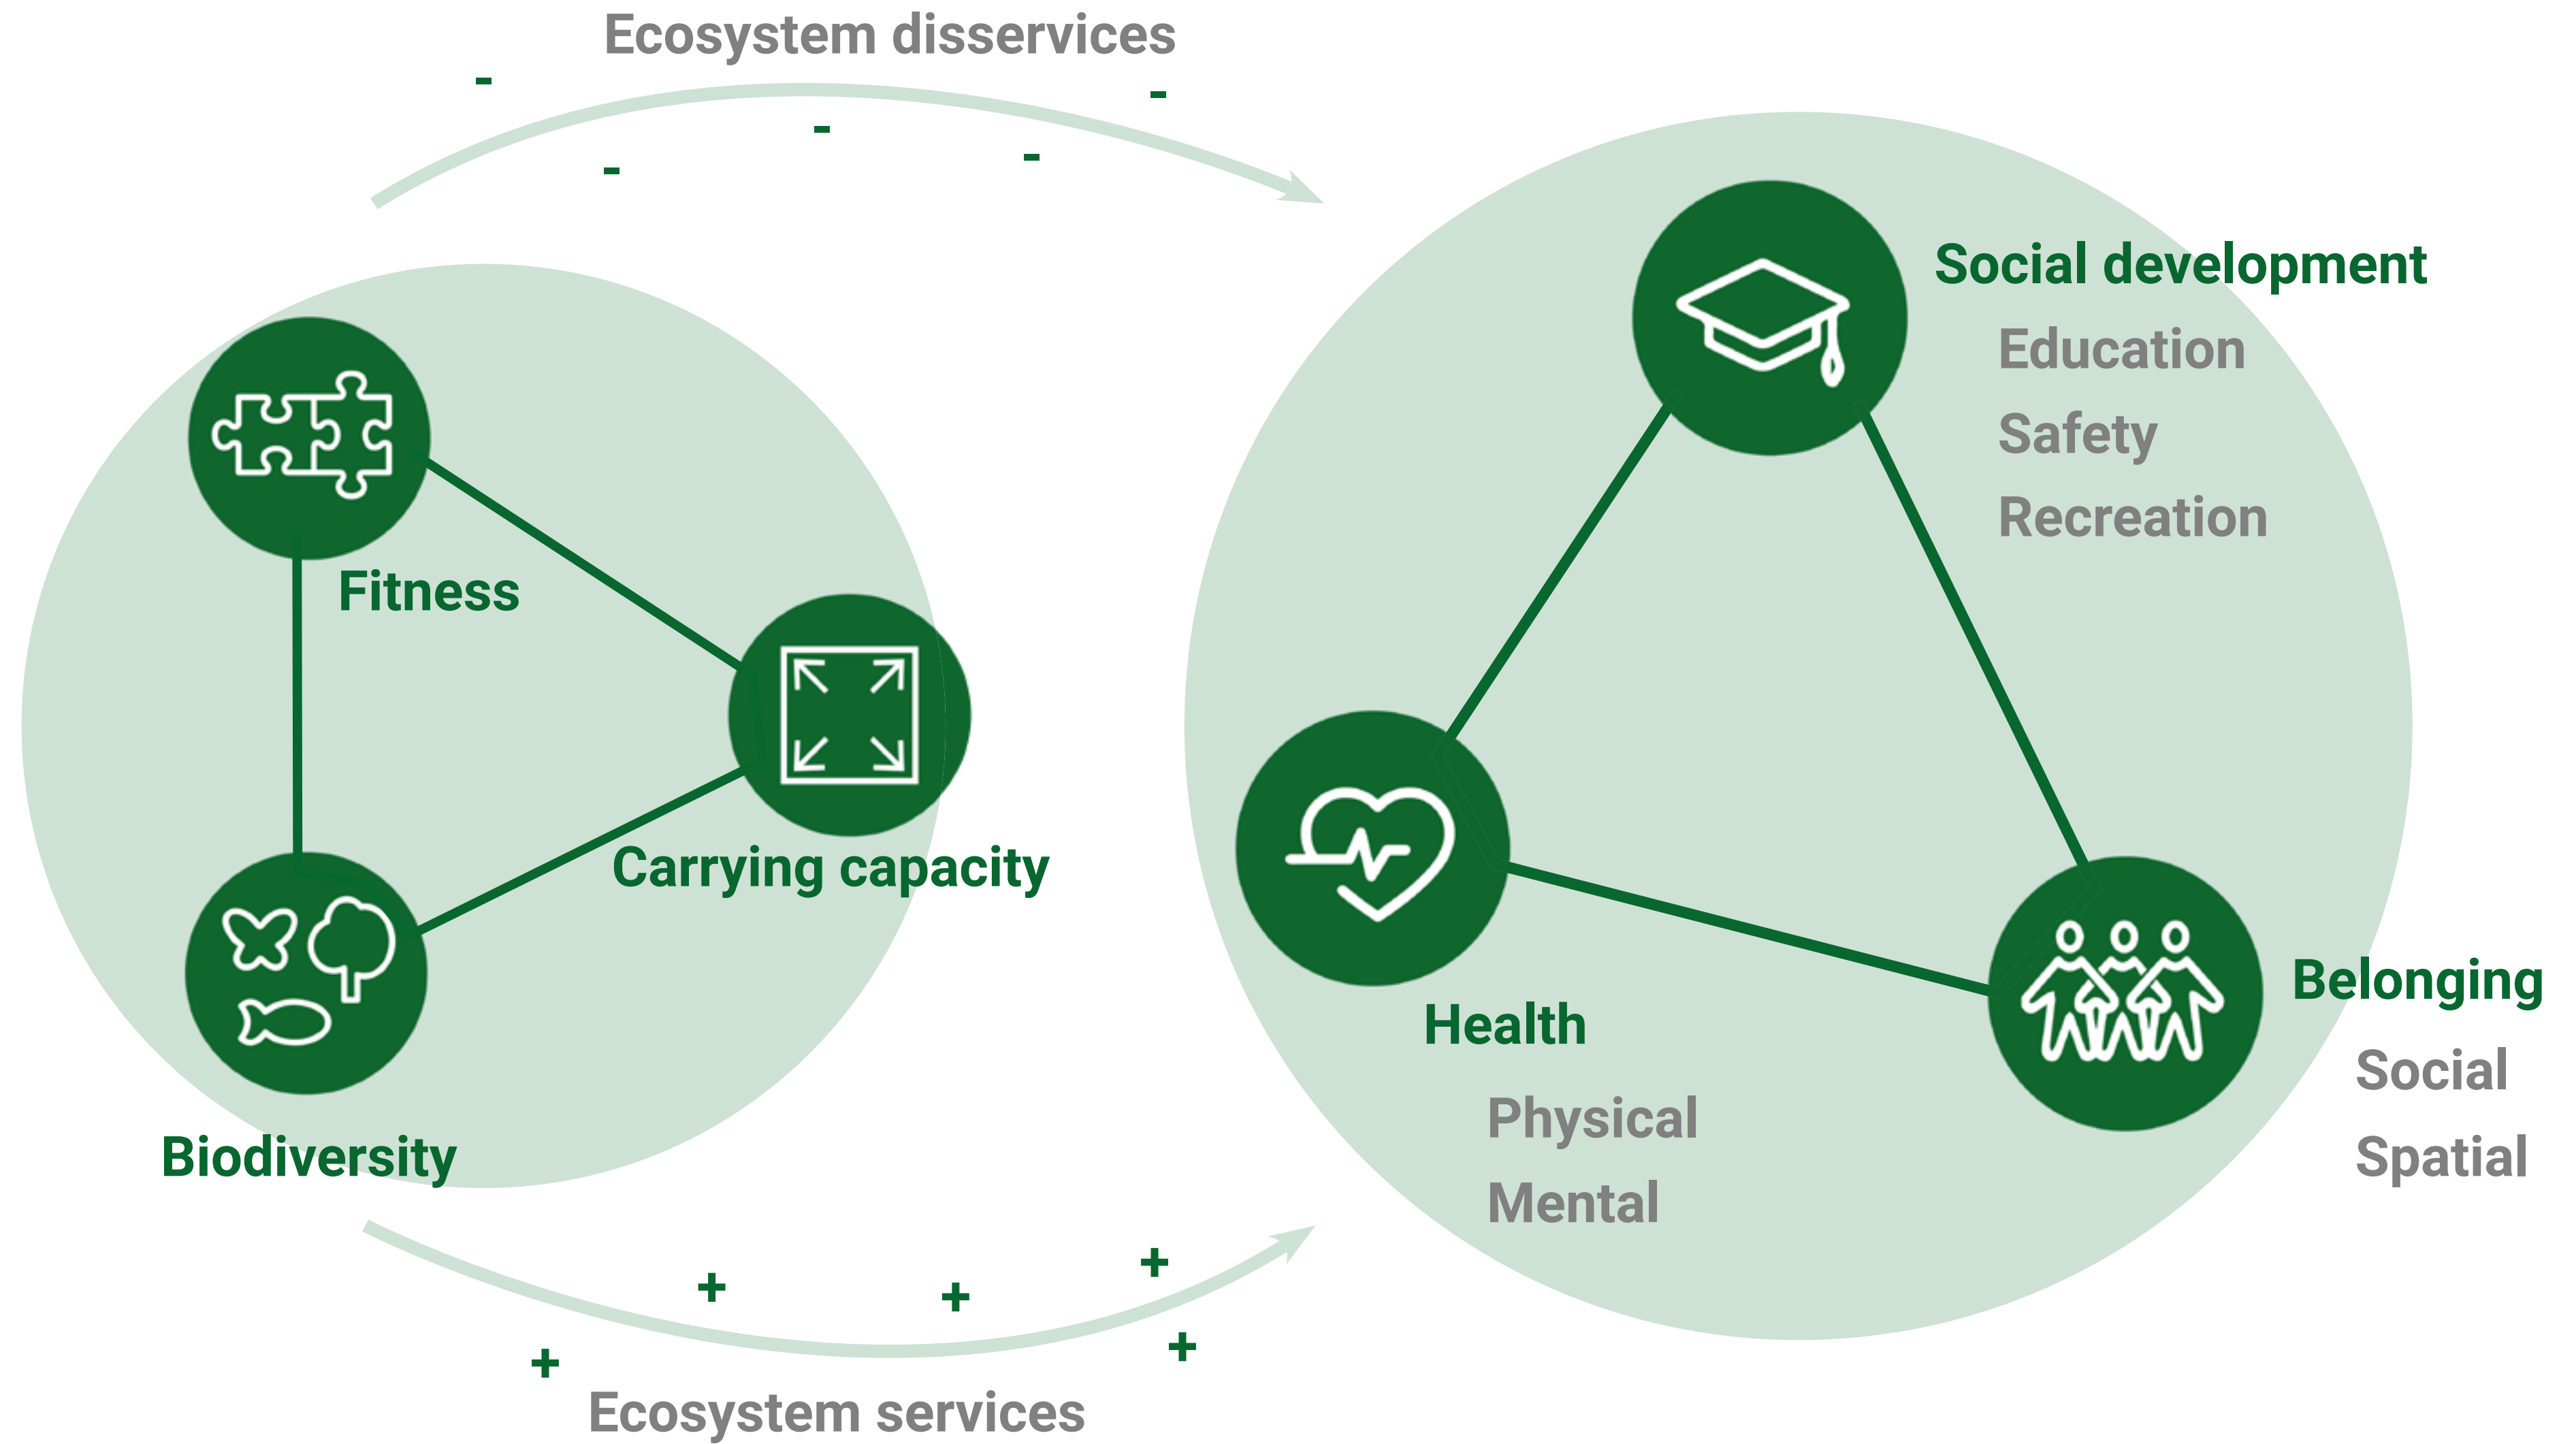 Ecosystem disservices
- - - - -
Fitness
Carrying capacity
Biodiversity
Social development
Education
Safety
Recreation
Health
Physical
Mental
Belonging
Social
Spatial
+ + + + +
Ecosystem services